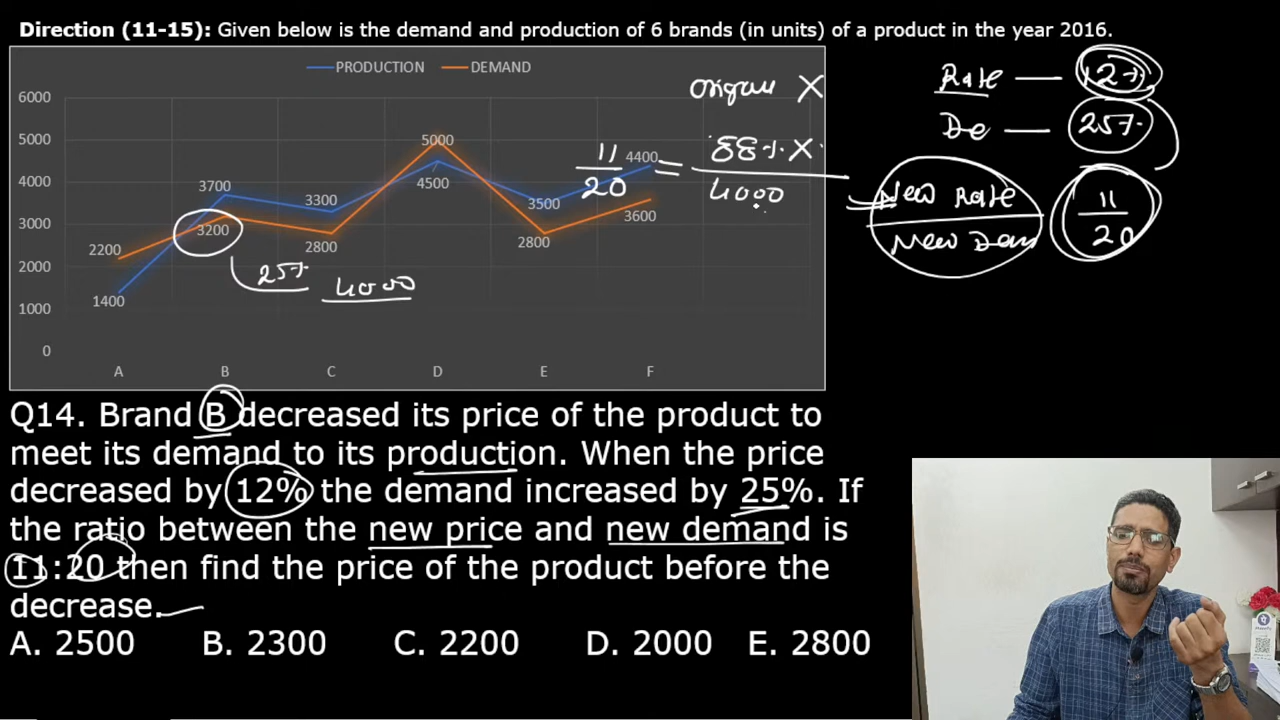 Direction (11-15): Given below is the demand and production of 6 brands (in units) of a product in the year 2016.
PRODUCTION DEMAND
6000
5000
4000
3000
2000
1000
0
2200
1400
3700
3200
3300
2800
5000
4500
3500
2800
4400
3600
A B C D E F
25%
4000
X
11/20 = 88% X / 4000
Rate — 12%
De — 25%
New Rate 11
New Dem 20
Q14. Brand B decreased its price of the product to
meet its demand to its production. When the price
decreased by 12% the demand increased by 25%. If
the ratio between the new price and new demand is
11:20 then find the price of the product before the
decrease.
A. 2500 B. 2300 C. 2200 D. 2000 E. 2800